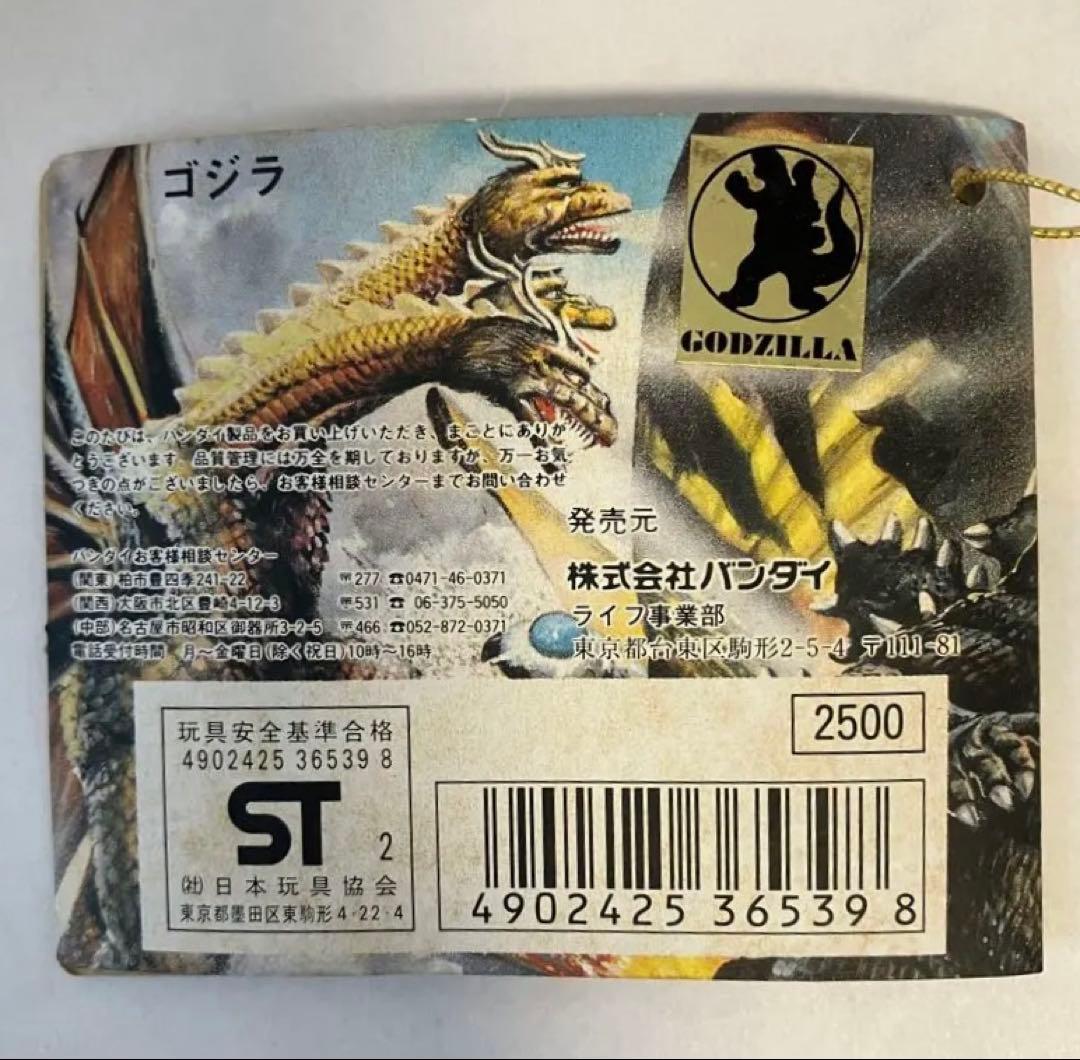 ゴジラ
GODZILLA
このたびは、バンダイ製品をお買い上げいただき、まことにありが
とうございます。品質管理には万全を期しておりますが、万一お気
つきの点がございましたら、お客様相談センターまでお問い合わせ
ください。
バンダイお客様相談センター
(関東)柏市豊四季241-22 〒277 ☎0471-46-0371
(関西)大阪市北区豊崎4-12-3 〒531 ☎ 06-375-5050
(中部)名古屋市昭和区御器所3-2-5 〒466 ☎052-872-0371
電話受付時間 月〜金曜日(除く祝日)10時〜16時
発売元
株式会社バンダイ
ライフ事業部
東京都台東区駒形2-5-4 〒111-81
玩具安全基準合格
4902425 36539 8
ST 2
㈳日本玩具協会
東京都墨田区東駒形4-22-4
2500
4902425 365398